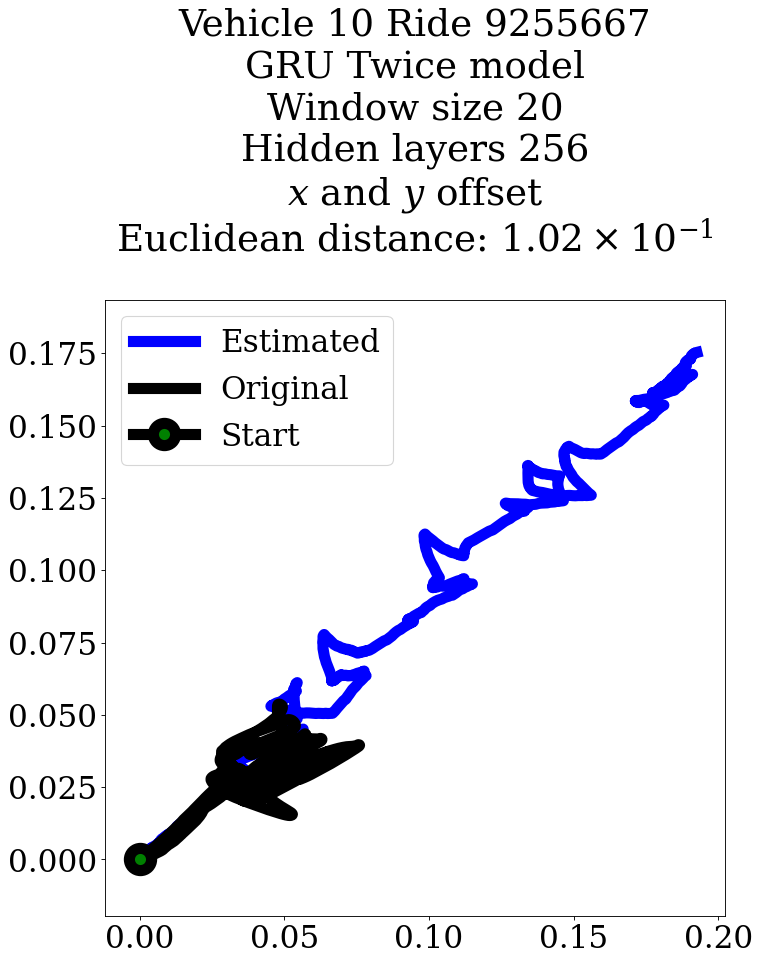 Vehicle 10 Ride 9255667
GRU Twice model
Window size 20
Hidden layers 256
x and y offset
Euclidean distance: 1.02 × 10⁻¹
Estimated
Original
Start
0.175
0.150
0.125
0.100
0.075
0.050
0.025
0.000
0.00 0.05 0.10 0.15 0.20